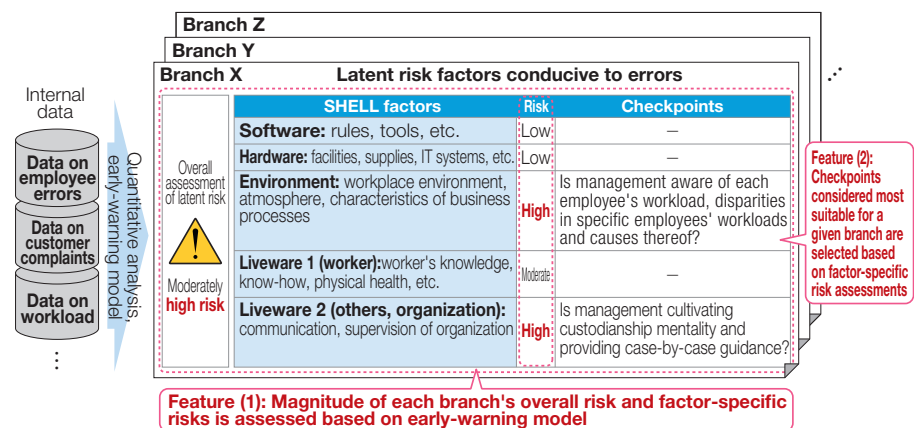 Branch Z
Branch Y
Branch X
Latent risk factors conducive to errors
Internal
data
Data on
employee
errors
Data on
customer
complaints
Data on
workload
⋮
Quantitative analysis,
early-warning model
Overall
assessment
of latent risk
Moderately
high risk
SHELL factors Risk Checkpoints
Software: rules, tools, etc. Low –
Hardware: facilities, supplies, IT systems, etc. Low –
Environment: workplace environment,
atmosphere, characteristics of business
processes
High
Is management aware of each
employee's workload, disparities
in specific employees' workloads
and causes thereof?
Liveware 1 (worker):worker's knowledge,
know-how, physical health, etc.
Moderate
–
Liveware 2 (others, organization):
communication, supervision of organization
High
Is management cultivating
custodianship mentality and
providing case-by-case guidance?
⋰
Feature (2):
Checkpoints
considered most
suitable for a
given branch are
selected based
on factor-specific
risk assessments
Feature (1): Magnitude of each branch's overall risk and factor-specific
risks is assessed based on early-warning model